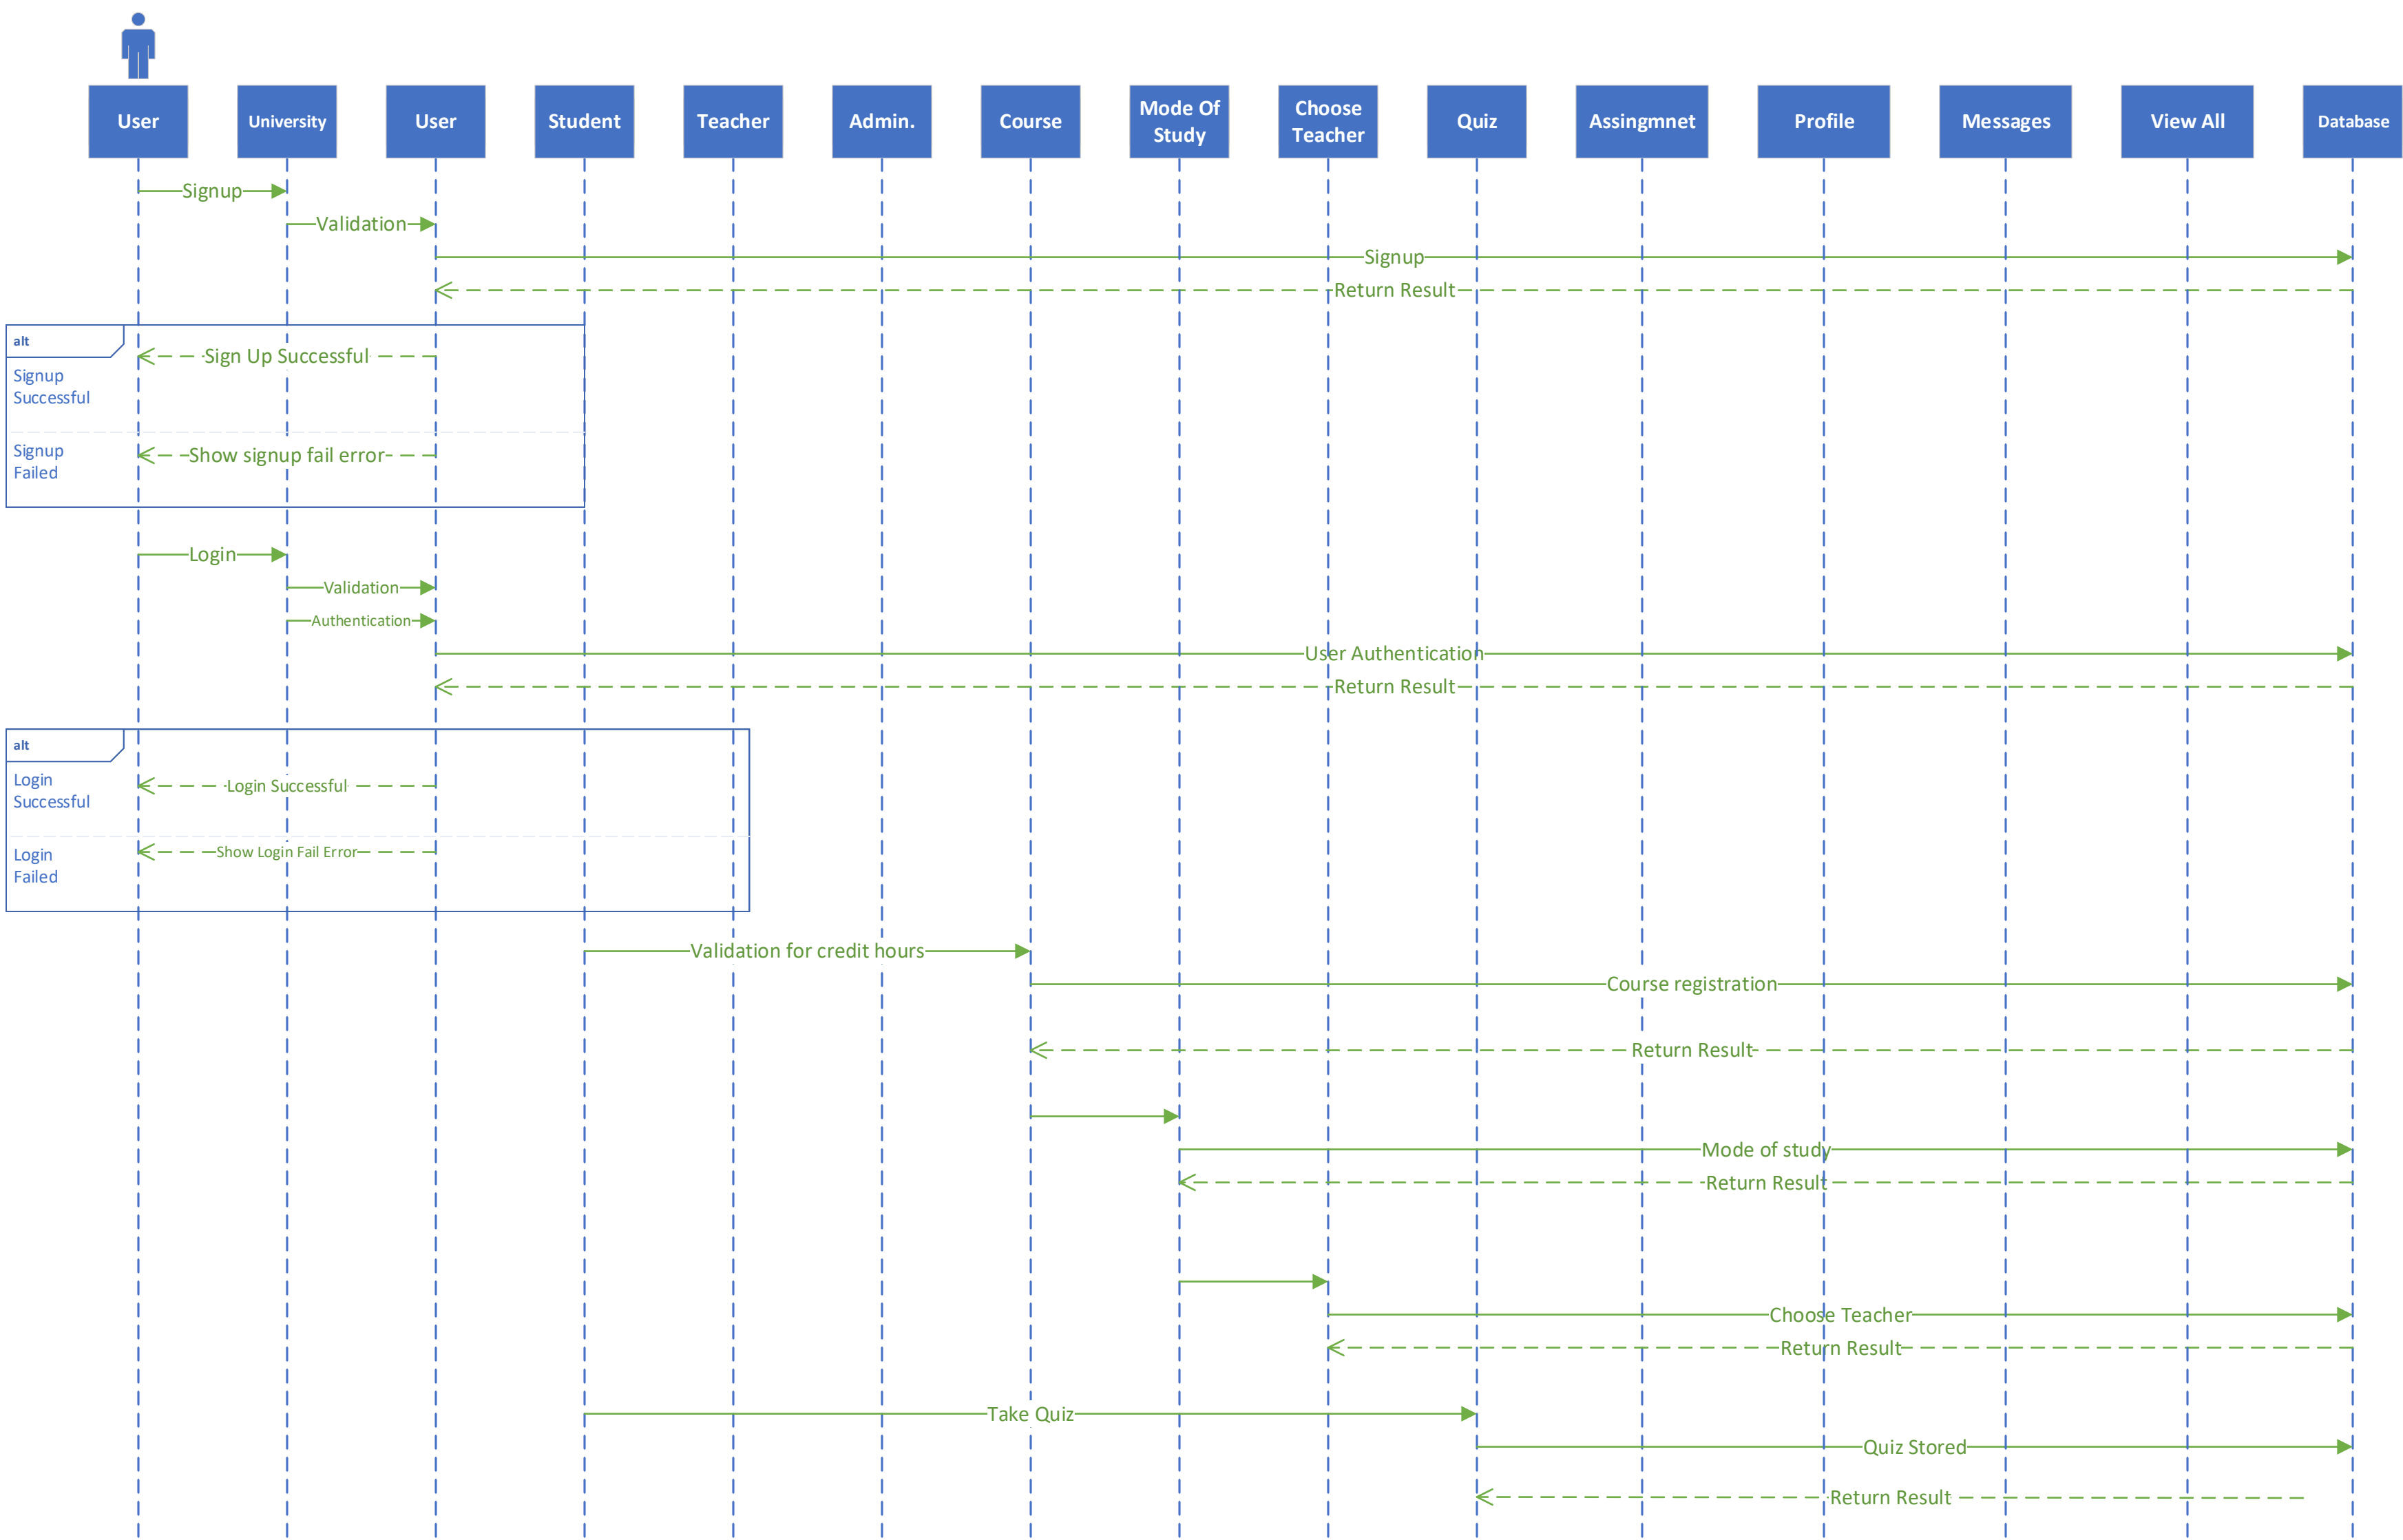 User
University
User
Student
Teacher
Admin.
Course
Mode Of
Study
Choose
Teacher
Quiz
Assingmnet
Profile
Messages
View All
Database
Signup
Validation
Signup
Return Result
alt
Sign Up Successful
Signup
Successful
Signup
Failed
Show signup fail error
Login
Validation
Authentication
User Authentication
Return Result
alt
Login
Successful
Login Successful
Login
Failed
Show Login Fail Error
Validation for credit hours
Course registration
Return Result
Mode of study
Return Result
Choose Teacher
Return Result
Take Quiz
Quiz Stored
Return Result